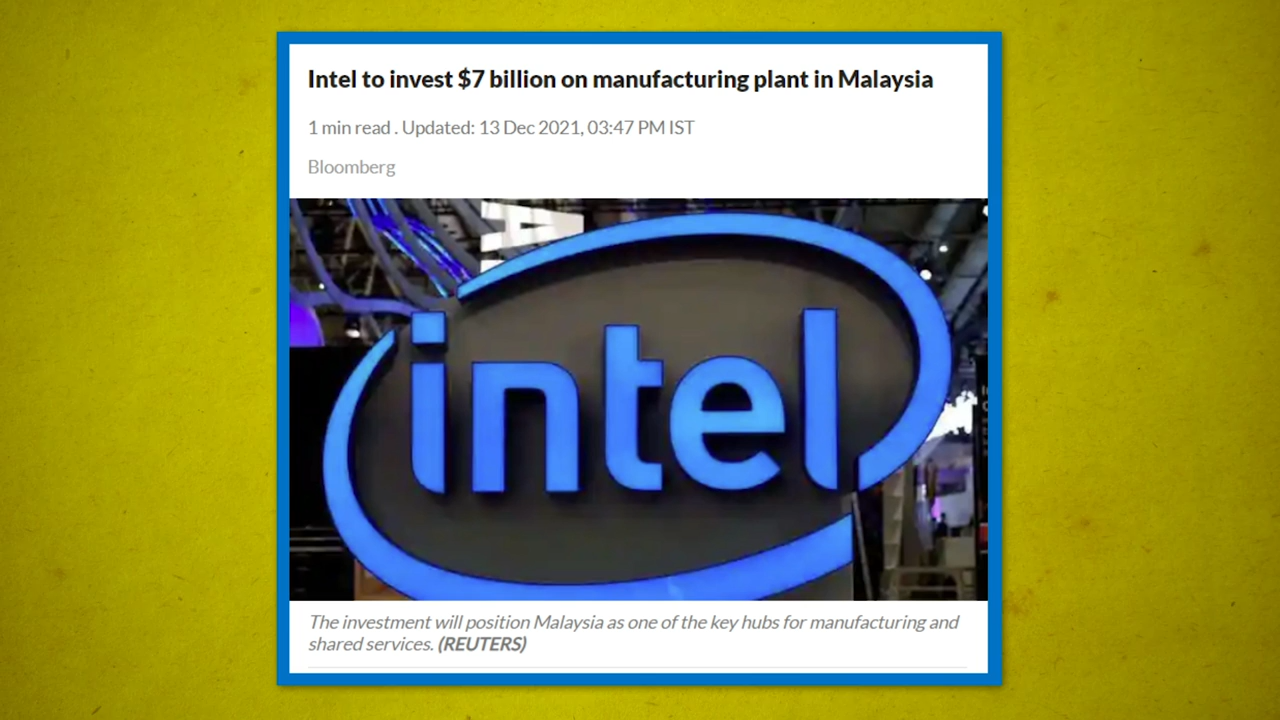 Intel to invest $7 billion on manufacturing plant in Malaysia
1 min read . Updated: 13 Dec 2021, 03:47 PM IST
Bloomberg
intel
The investment will position Malaysia as one of the key hubs for manufacturing and
shared services. (REUTERS)